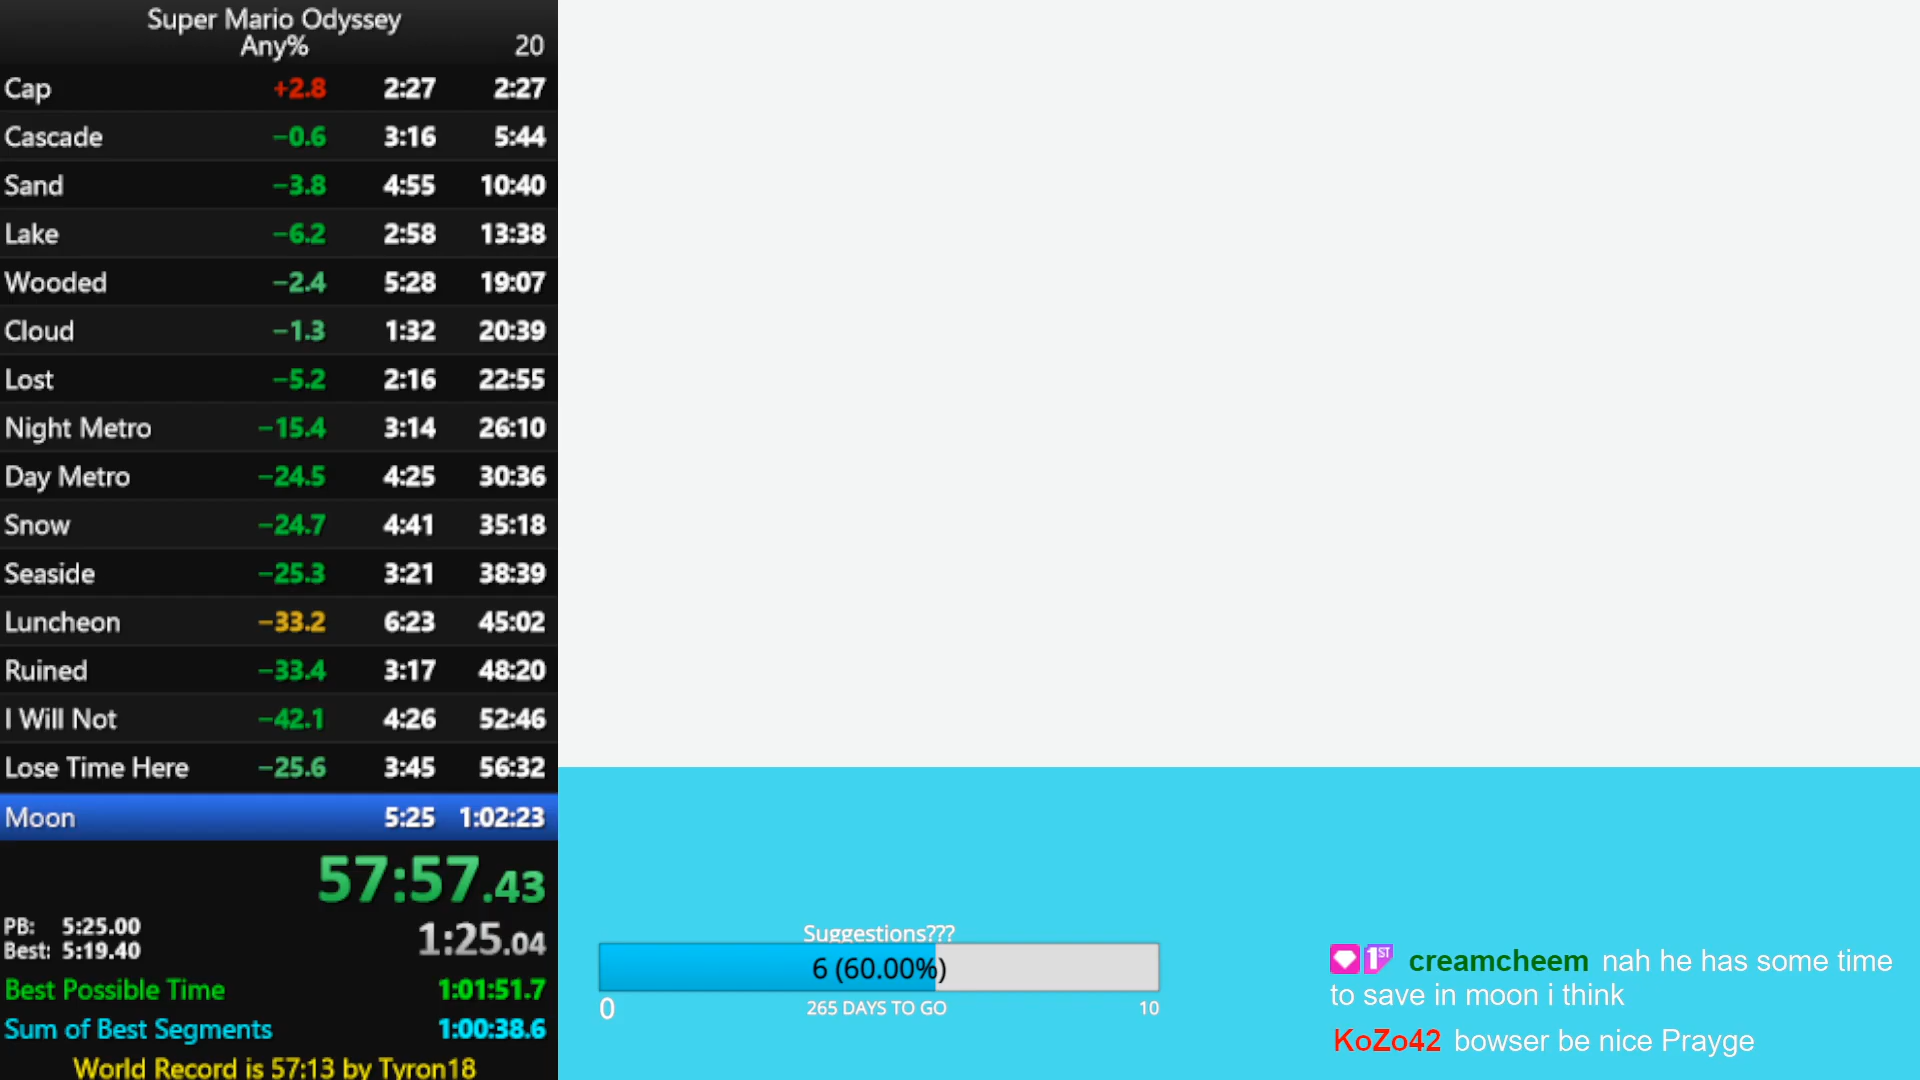 Super Mario Odyssey
Any% 20
Cap +2.8 2:27 2:27
Cascade −0.6 3:16 5:44
Sand −3.8 4:55 10:40
Lake −6.2 2:58 13:38
Wooded −2.4 5:28 19:07
Cloud −1.3 1:32 20:39
Lost −5.2 2:16 22:55
Night Metro −15.4 3:14 26:10
Day Metro −24.5 4:25 30:36
Snow −24.7 4:41 35:18
Seaside −25.3 3:21 38:39
Luncheon −33.2 6:23 45:02
Ruined −33.4 3:17 48:20
I Will Not −42.1 4:26 52:46
Lose Time Here −25.6 3:45 56:32
Moon 5:25 1:02:23
57:57.43
PB: 5:25.00
Best: 5:19.40
1:25.04
Best Possible Time 1:01:51.7
Sum of Best Segments 1:00:38.6
World Record is 57:13 by Tyron18
Suggestions???
6 (60.00%)
0 265 DAYS TO GO 10
1ST creamcheem nah he has some time
to save in moon i think
KoZo42 bowser be nice Prayge